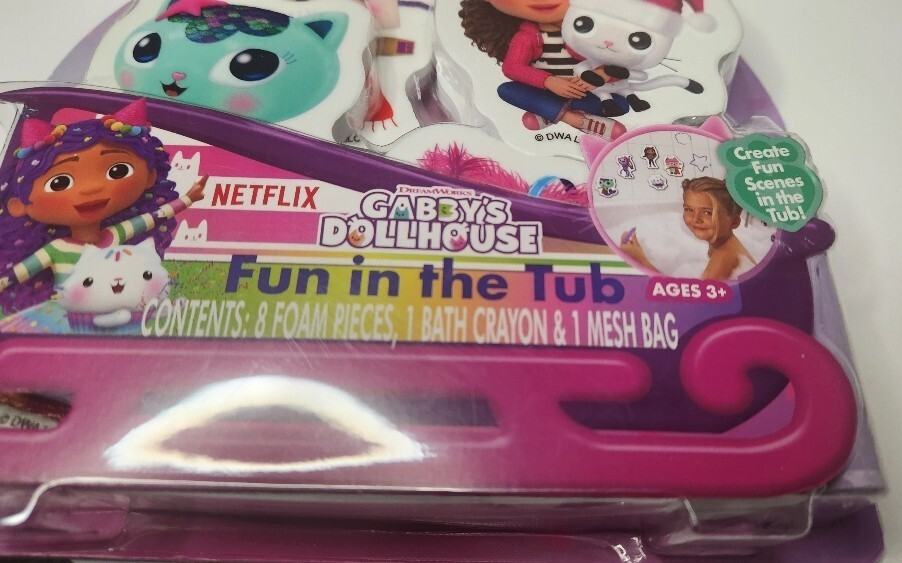 © DWA L
Create
Fun
Scenes
in the
Tub!
NETFLIX
DREAMWORKS
GABBY'S
DOLLHOUSE
Fun in the Tub
AGES 3+
CONTENTS: 8 FOAM PIECES, 1 BATH CRAYON & 1 MESH BAG
© DWA